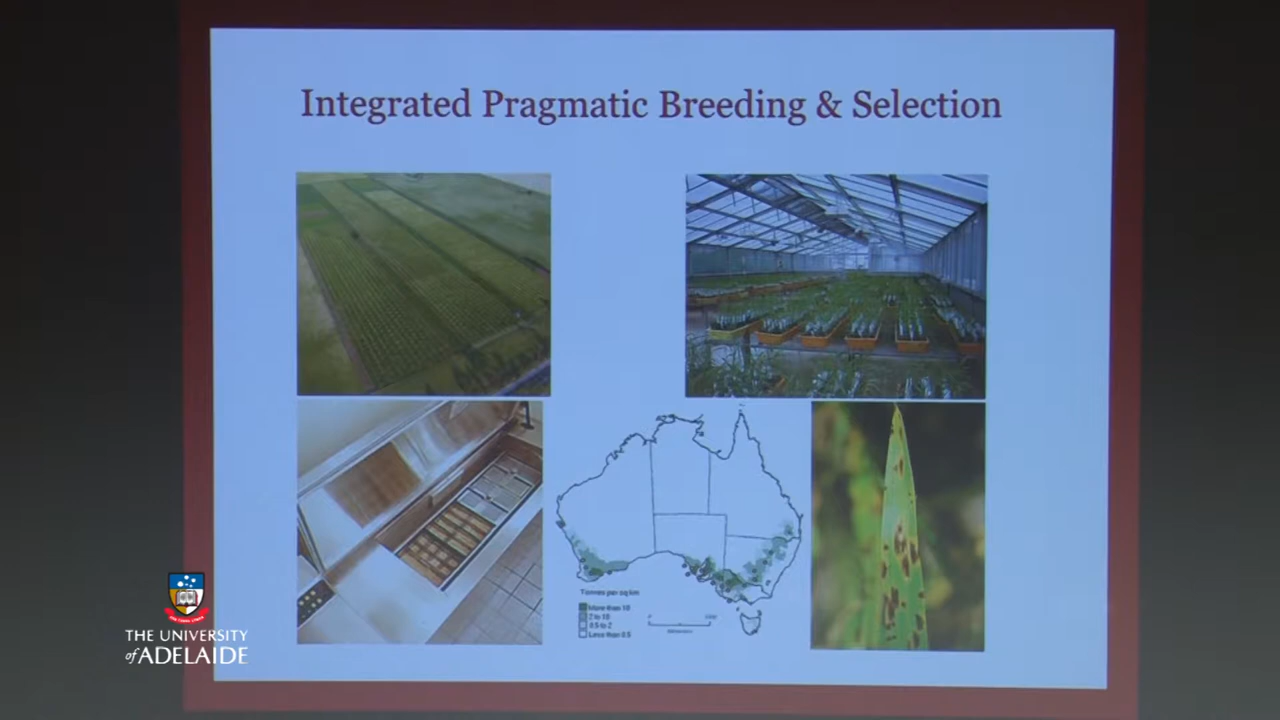 Integrated Pragmatic Breeding & Selection
Tonnes per sq km
More than 10
2 to 10
0.5 to 2
Less than 0.5
THE UNIVERSITY
of ADELAIDE